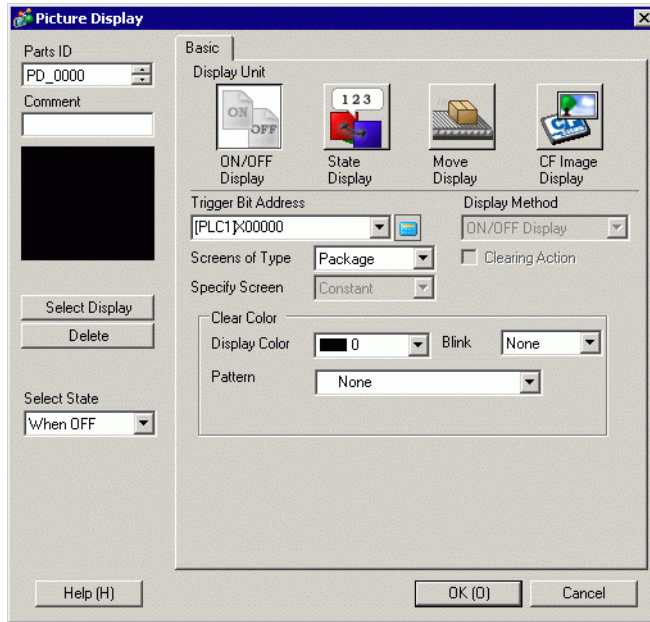 Picture Display
Parts ID
PD_0000
Comment
Select Display
Delete
Select State
When OFF
Help (H)
Basic
Display Unit
ON
OFF
1 2 3
ON/OFF Display
State Display
Move Display
CF Image Display
Trigger Bit Address
[PLC1]X00000
Display Method
ON/OFF Display
Screens of Type
Package
Clearing Action
Specify Screen
Constant
Clear Color
Display Color
0
Blink
None
Pattern
None
OK (O)
Cancel